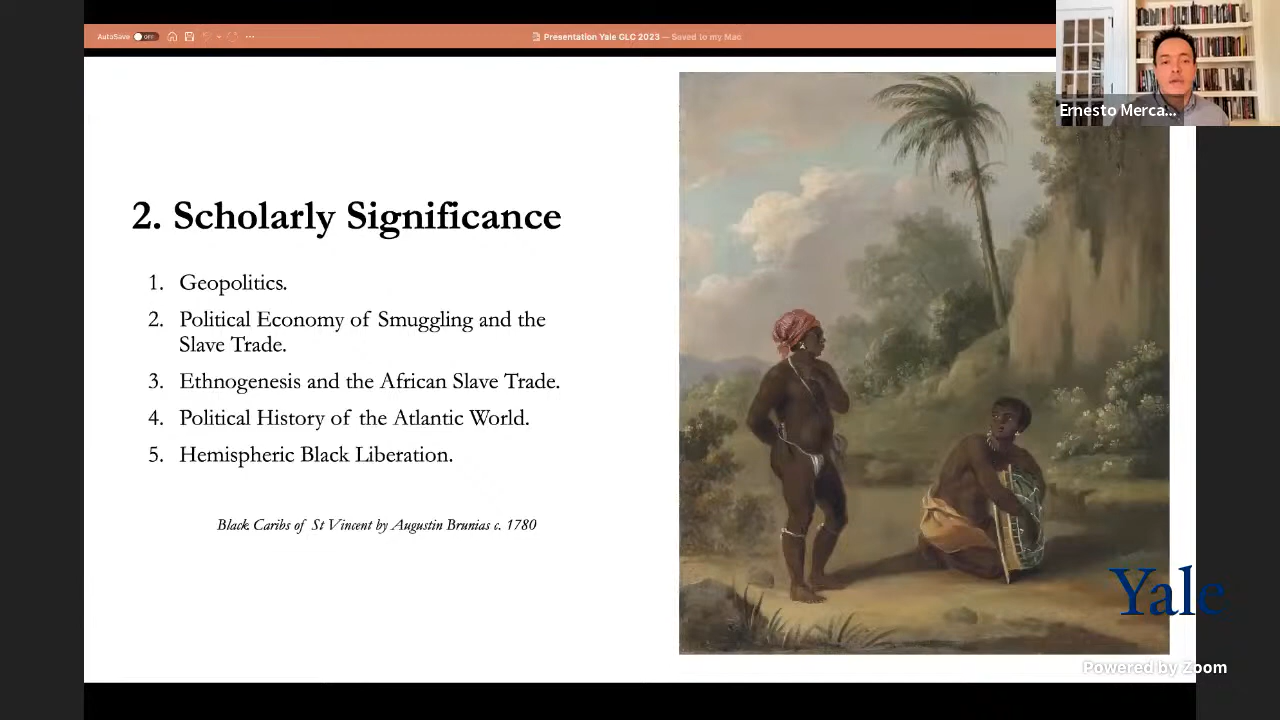 AutoSave OFF
Presentation Yale GLC 2023 — Saved to my Mac
Ernesto Merca...
2. Scholarly Significance
1. Geopolitics.
2. Political Economy of Smuggling and the
Slave Trade.
3. Ethnogenesis and the African Slave Trade.
4. Political History of the Atlantic World.
5. Hemispheric Black Liberation.
Black Caribs of St Vincent by Augustin Brunias c. 1780
Yale
Powered by Zoom